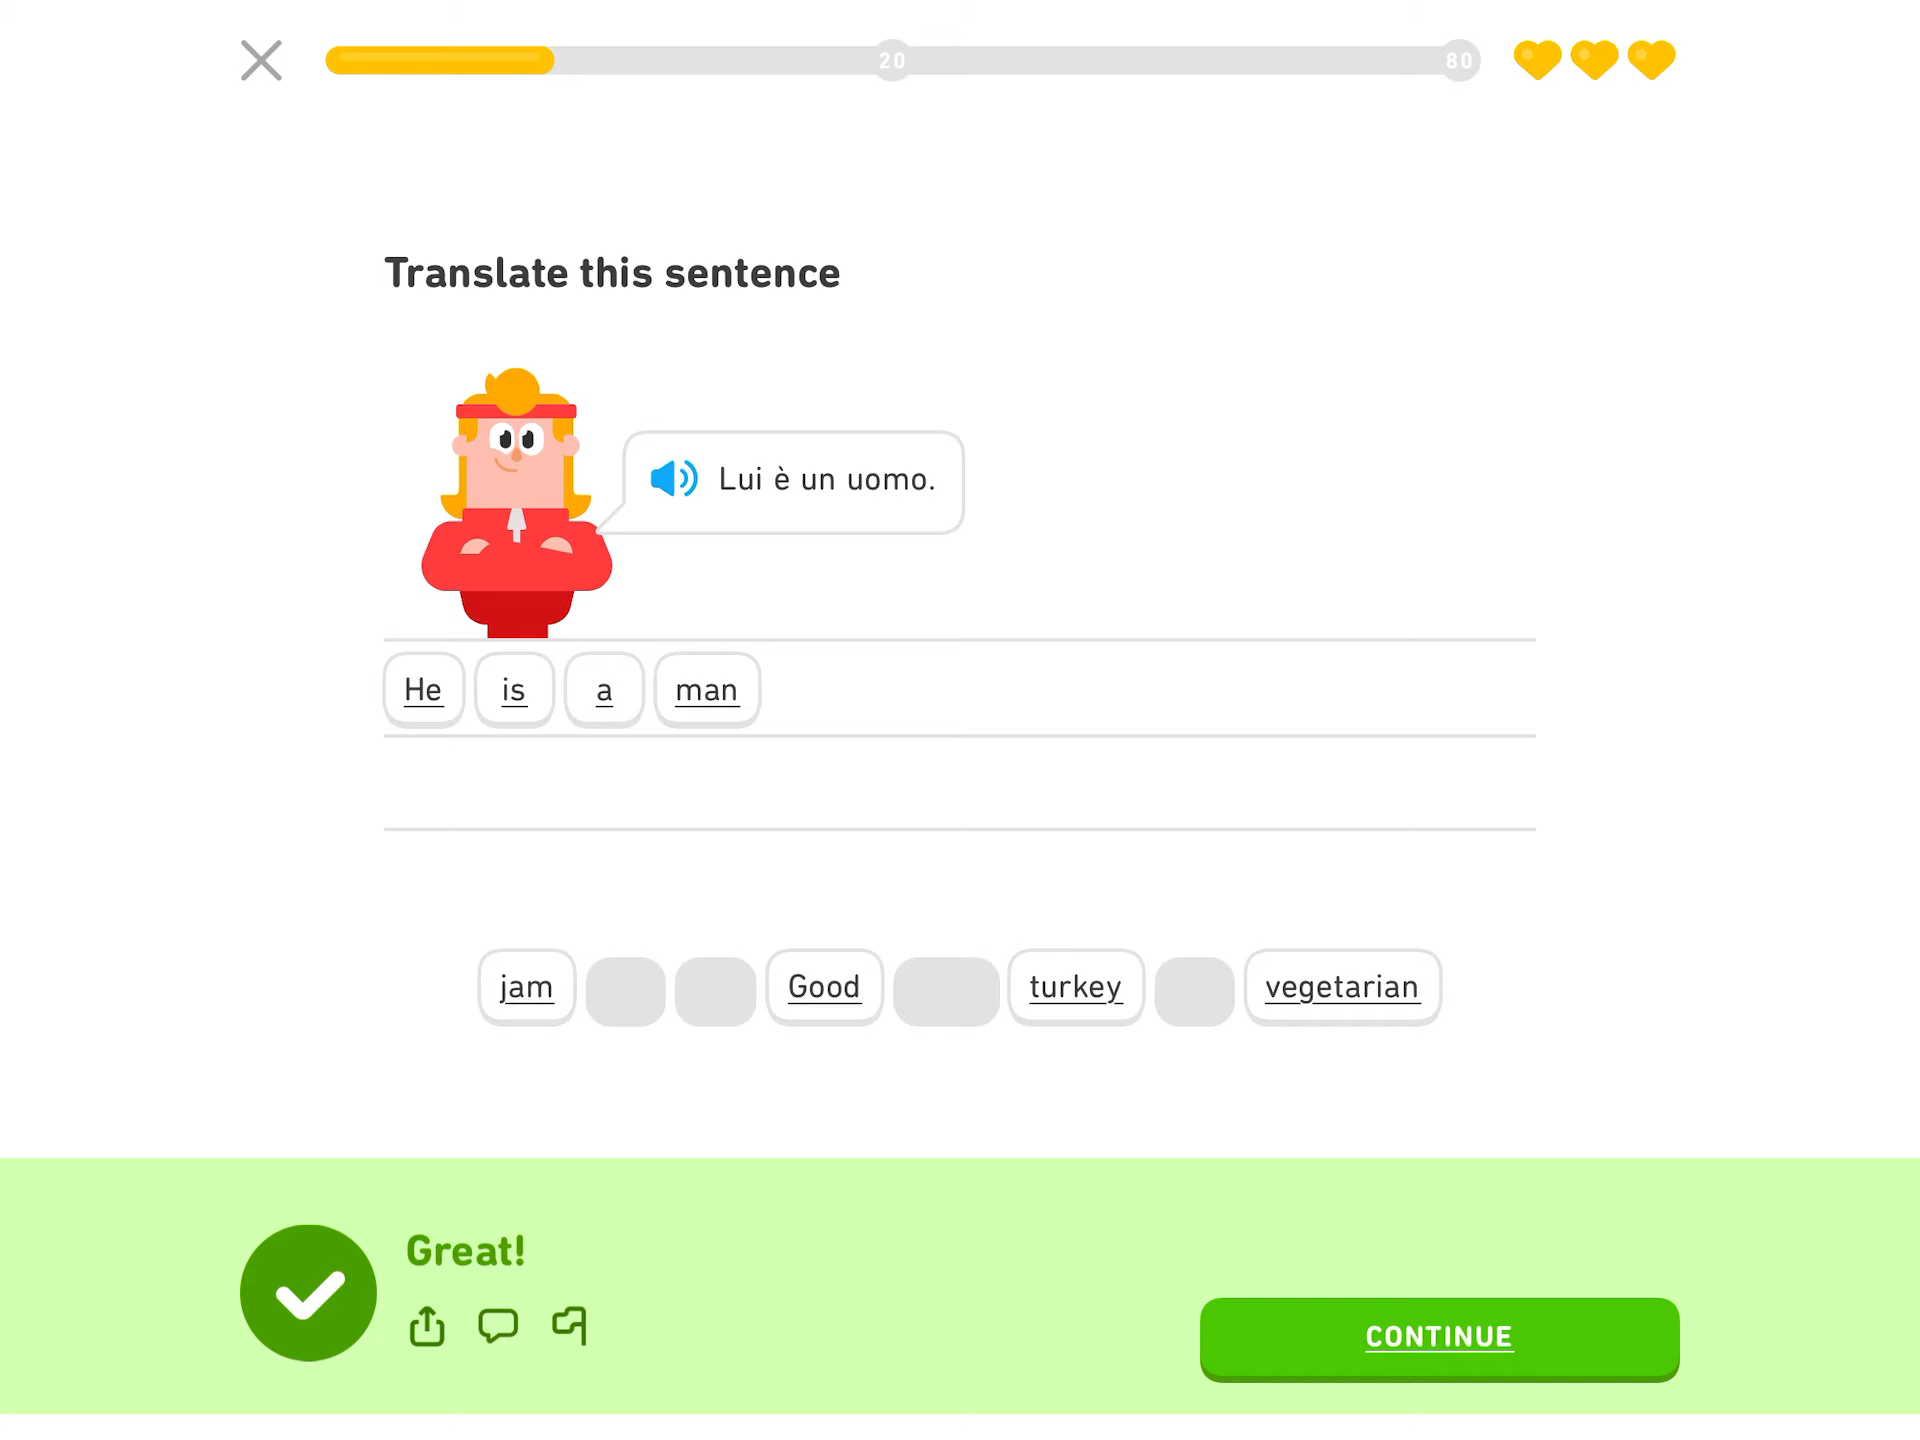 20 80
Translate this sentence
Lui è un uomo.
He is a man
jam Good turkey vegetarian
Great!
CONTINUE